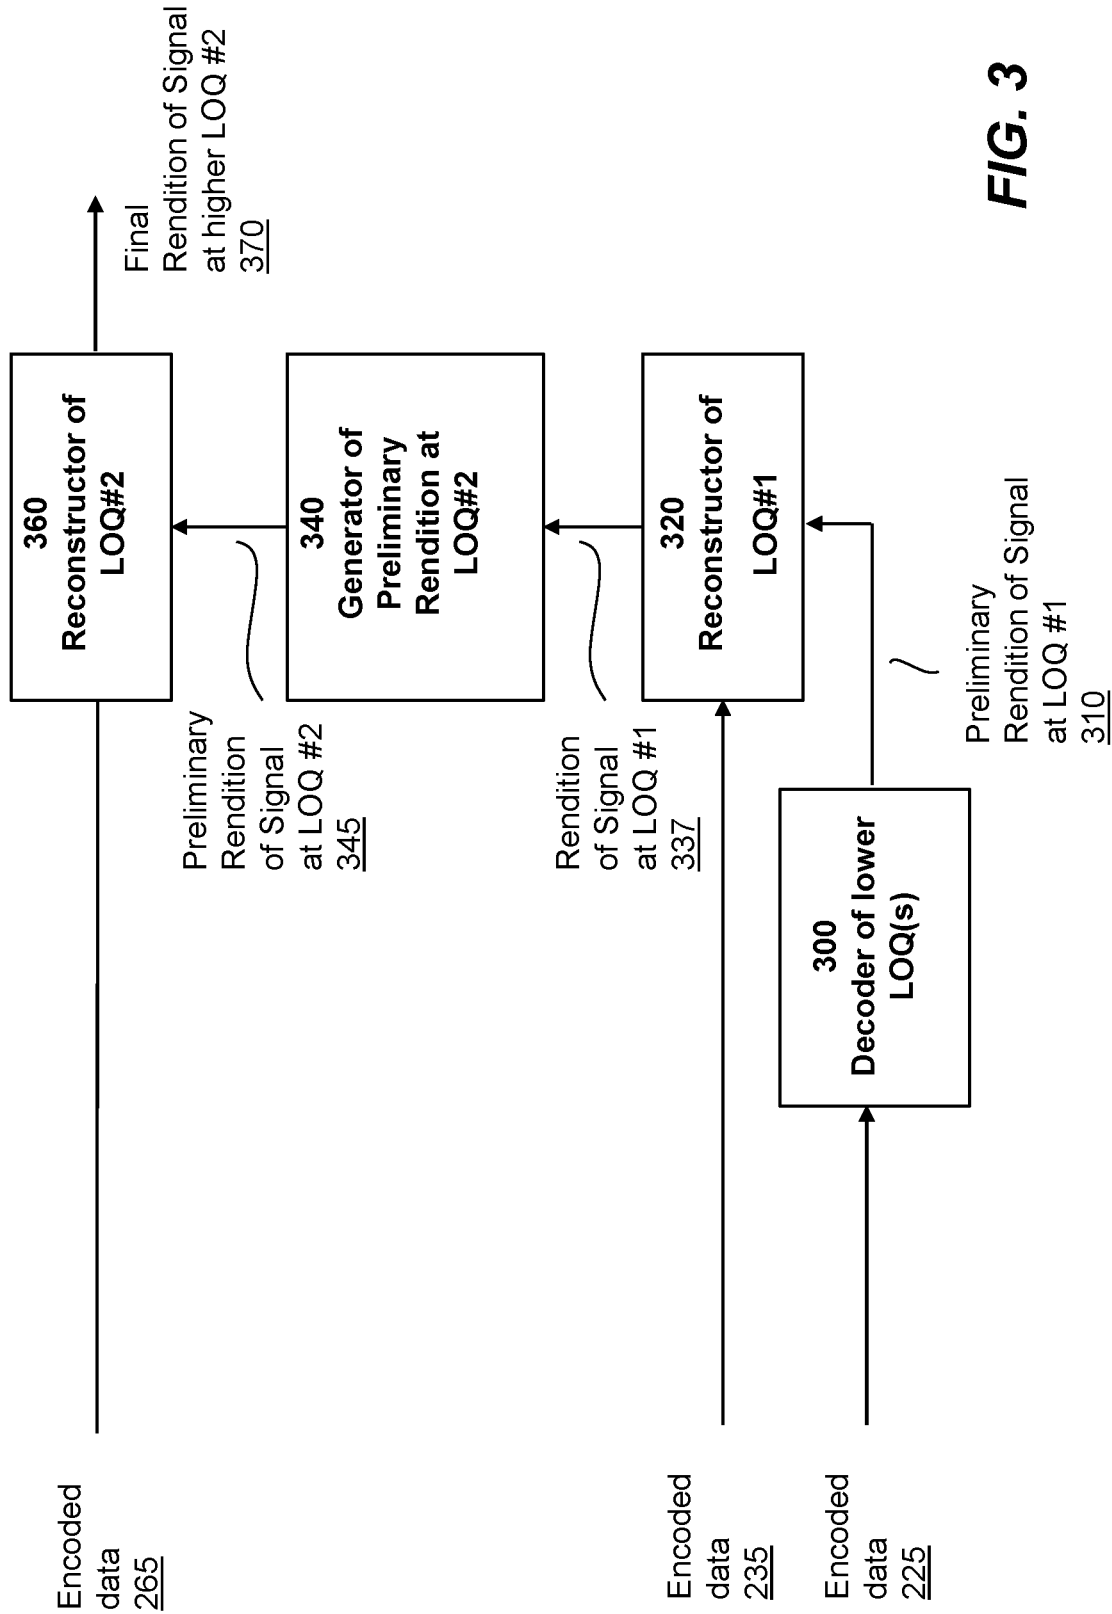 Encoded
data
265
360
Reconstructor of
LOQ#2
Final
Rendition of Signal
at higher LOQ #2
370
Preliminary
Rendition
of Signal
at LOQ #2
345
340
Generator of
Preliminary
Rendition at
LOQ#2
Rendition
of Signal
at LOQ #1
337
Encoded
data
235
320
Reconstructor of
LOQ#1
Encoded
data
225
300
Decoder of lower
LOQ(s)
Preliminary
Rendition of Signal
at LOQ #1
310
FIG. 3